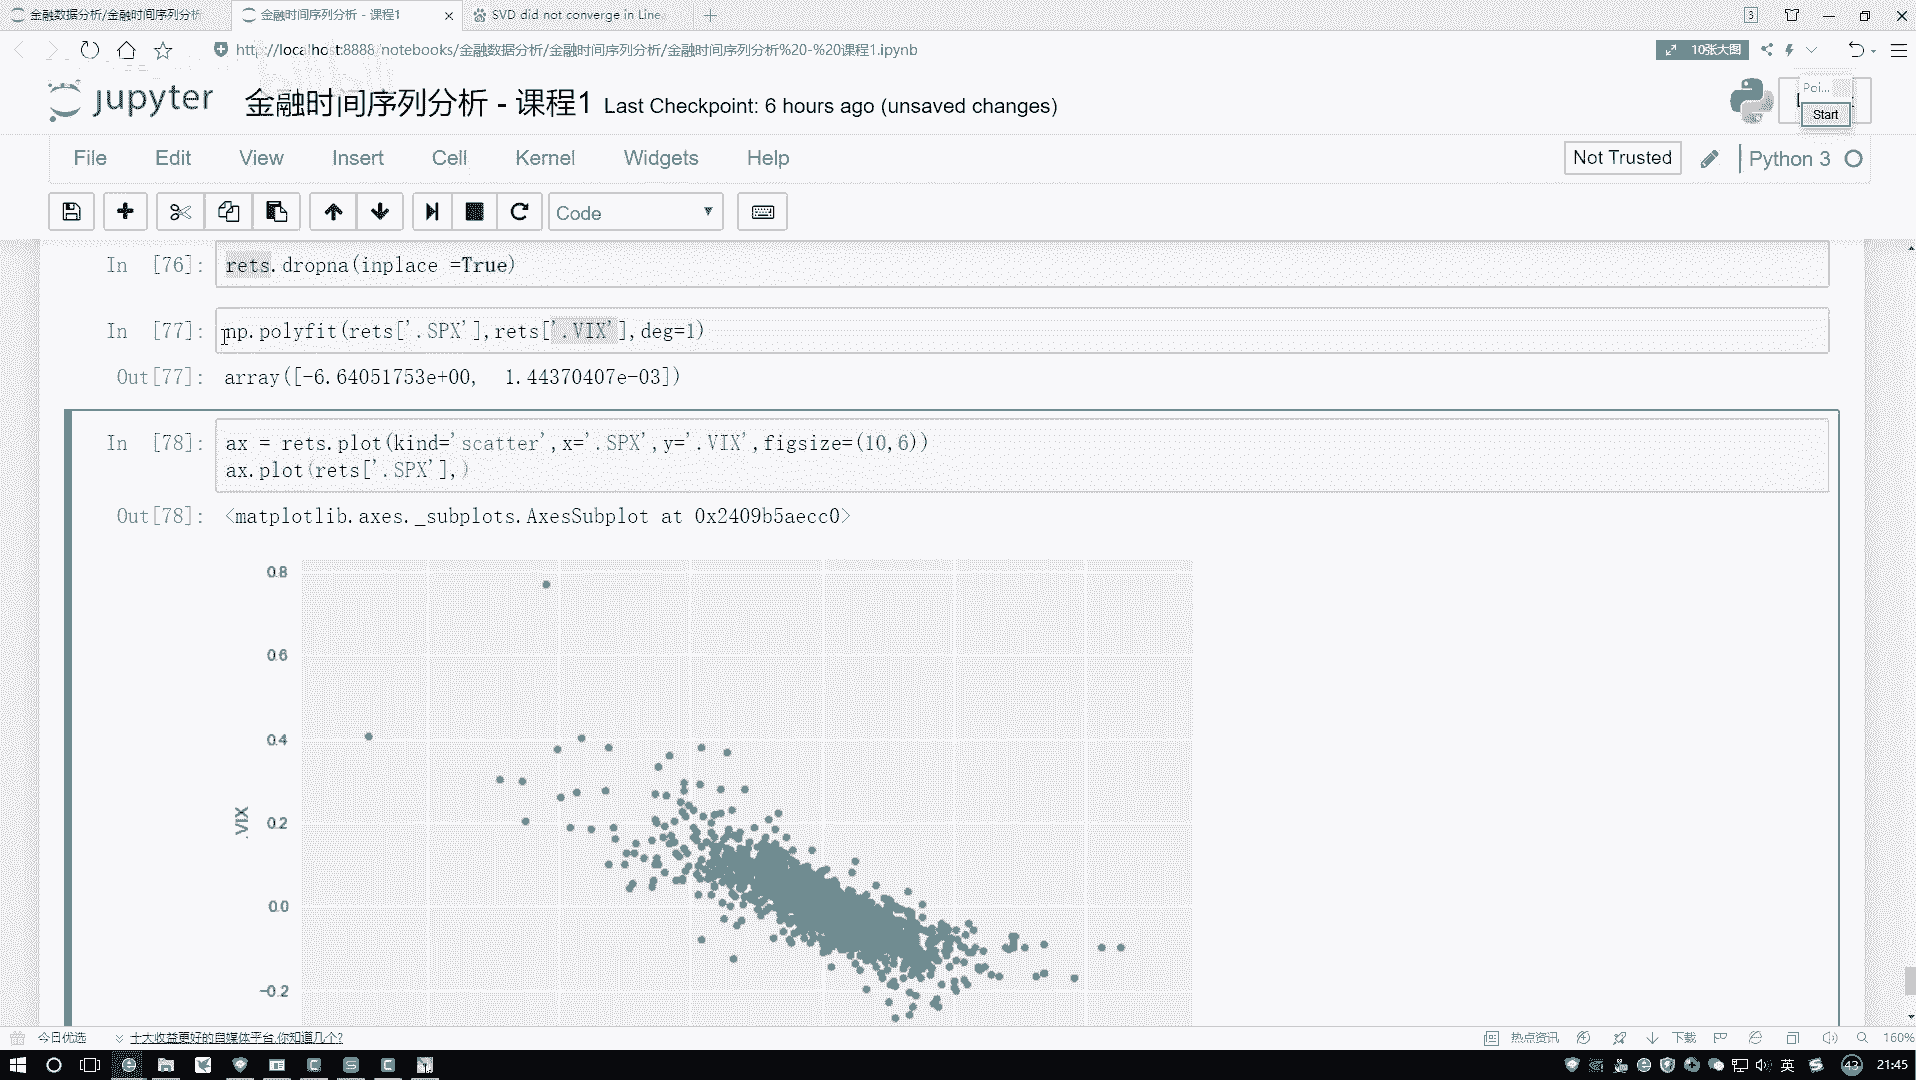 金融数据分析/金融时间序列分析
金融时间序列分析 - 课程1
SVD did not converge in Line
3
http://localhost:8888/notebooks/金融数据分析/金融时间序列分析/金融时间序列分析%20-%20课程1.ipynb
10张大图
jupyter 金融时间序列分析 - 课程1 Last Checkpoint: 6 hours ago (unsaved changes)
Poi...
Start
File Edit View Insert Cell Kernel Widgets Help
Not Trusted
Python 3
Code
In [76]: rets.dropna(inplace =True)
In [77]: np.polyfit(rets['.SPX'],rets['.VIX'],deg=1)
Out[77]: array([-6.64051753e+00, 1.44370407e-03])
In [78]: ax = rets.plot(kind='scatter',x='.SPX',y='.VIX',figsize=(10,6))
ax.plot(rets['.SPX'],)
Out[78]: <matplotlib.axes._subplots.AxesSubplot at 0x2409b5aecc0>
0.8
0.6
0.4
.VIX
0.2
0.0
−0.2
今日优选
十大收益更好的自媒体平台,你知道几个?
热点资讯
下载
160%
英
43
21:45